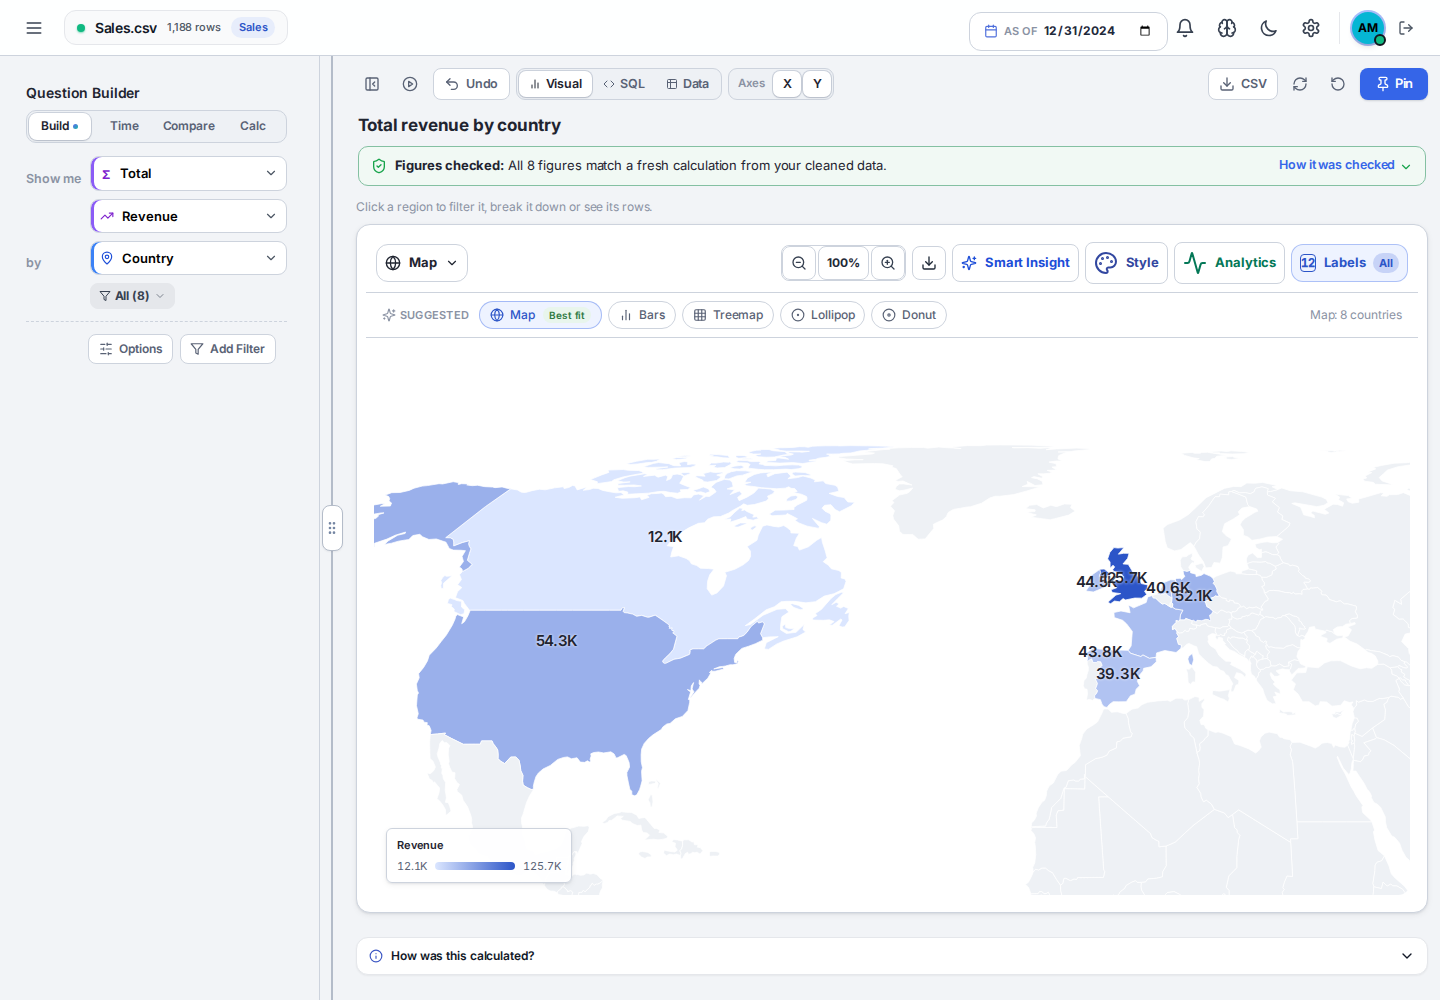 Sales.csv 1,188 rows Sales
AS OF 12/31/2024
AM
Question Builder
Build Time Compare Calc
Show me Total
Revenue
by Country
All (8)
Options Add Filter
Undo Visual SQL Data Axes X Y
CSV Pin
Total revenue by country
Figures checked: All 8 figures match a fresh calculation from your cleaned data.
How it was checked
Click a region to filter it, break it down or see its rows.
Map
100% Smart Insight Style Analytics 12 Labels All
SUGGESTED Map Best fit Bars Treemap Lollipop Donut
Map: 8 countries
12.1K
54.3K
44.5K
125.7K
40.6K
52.1K
43.8K
39.3K
Revenue
12.1K 125.7K
How was this calculated?